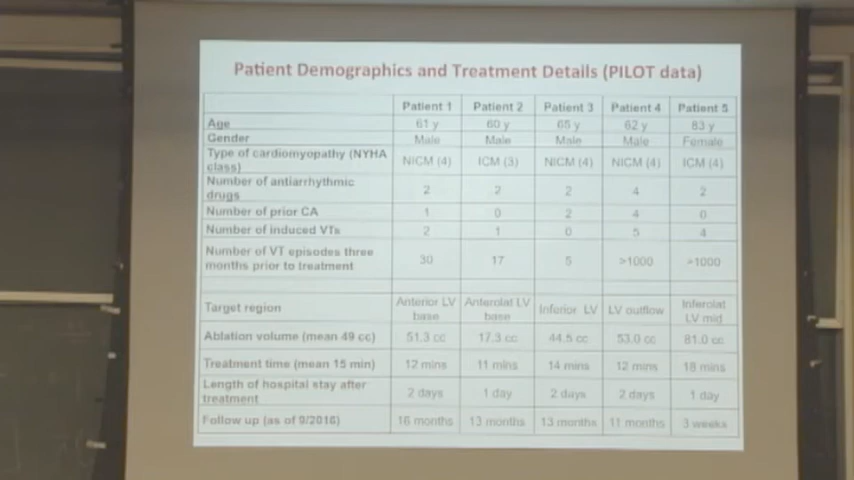 Patient Demographics and Treatment Details (PILOT data)
Patient 1 Patient 2 Patient 3 Patient 4 Patient 5
Age 61 y 60 y 65 y 62 y 83 y
Gender Male Male Male Male Female
Type of cardiomyopathy (NYHA class) NICM (4) ICM (3) NICM (4) NICM (4) ICM (4)
Number of antiarrhythmic drugs 2 2 2 4 2
Number of prior CA 1 0 2 4 0
Number of induced VTs 2 1 0 5 4
Number of VT episodes three months prior to treatment 30 17 5 >1000 >1000
Target region Anterior LV base Anterolat LV base Inferior LV LV outflow Inferolat LV mid
Ablation volume (mean 49 cc) 51.3 cc 17.3 cc 44.5 cc 53.0 cc 81.0 cc
Treatment time (mean 15 min) 12 mins 11 mins 14 mins 12 mins 18 mins
Length of hospital stay after treatment 2 days 1 day 2 days 2 days 1 day
Follow up (as of 9/2016) 16 months 13 months 13 months 11 months 3 weeks